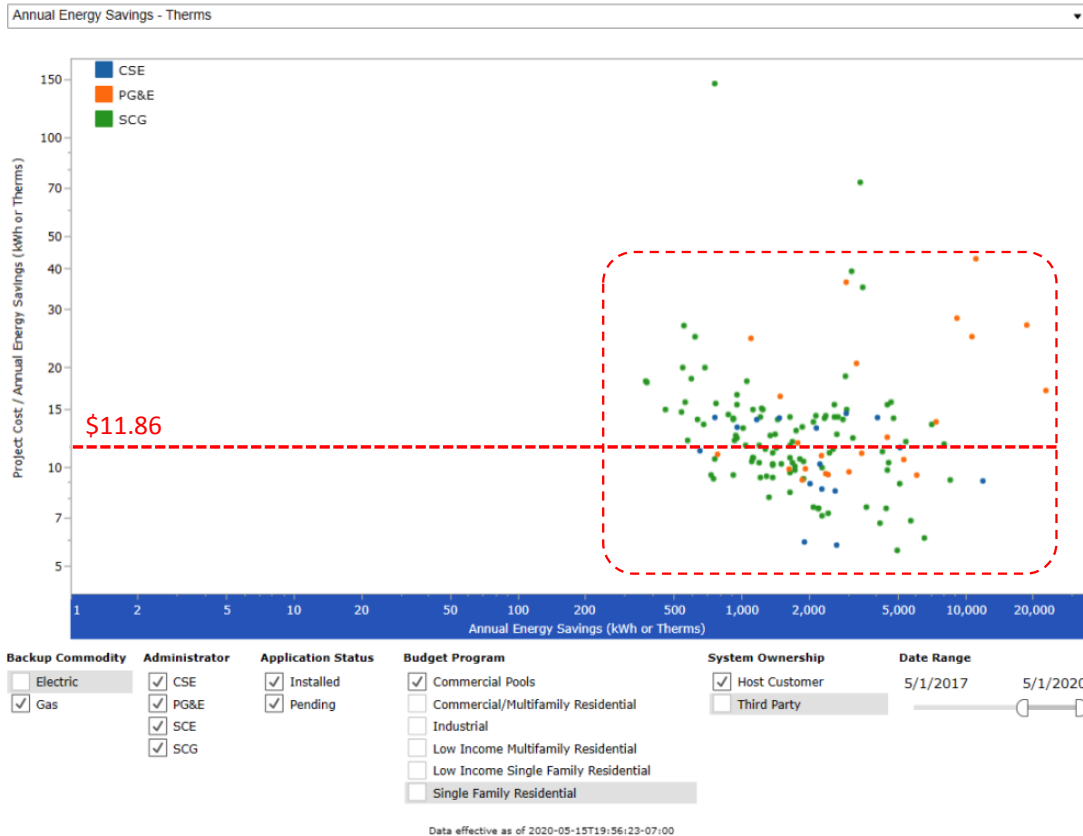 Annual Energy Savings - Therms
CSE
PG&E
SCG
150
100
70
50
40
30
20
15
10
7
5
Project Cost / Annual Energy Savings (kWh or Therms)
$11.86
1 2 5 10 20 50 100 200 500 1,000 2,000 5,000 10,000 20,000
Annual Energy Savings (kWh or Therms)
Backup Commodity
Electric
Gas
Administrator
CSE
PG&E
SCE
SCG
Application Status
Installed
Pending
Budget Program
Commercial Pools
Commercial/Multifamily Residential
Industrial
Low Income Multifamily Residential
Low Income Single Family Residential
Single Family Residential
System Ownership
Host Customer
Third Party
Date Range
5/1/2017 5/1/2020
Data effective as of 2020-05-15T19:56:23-07:00